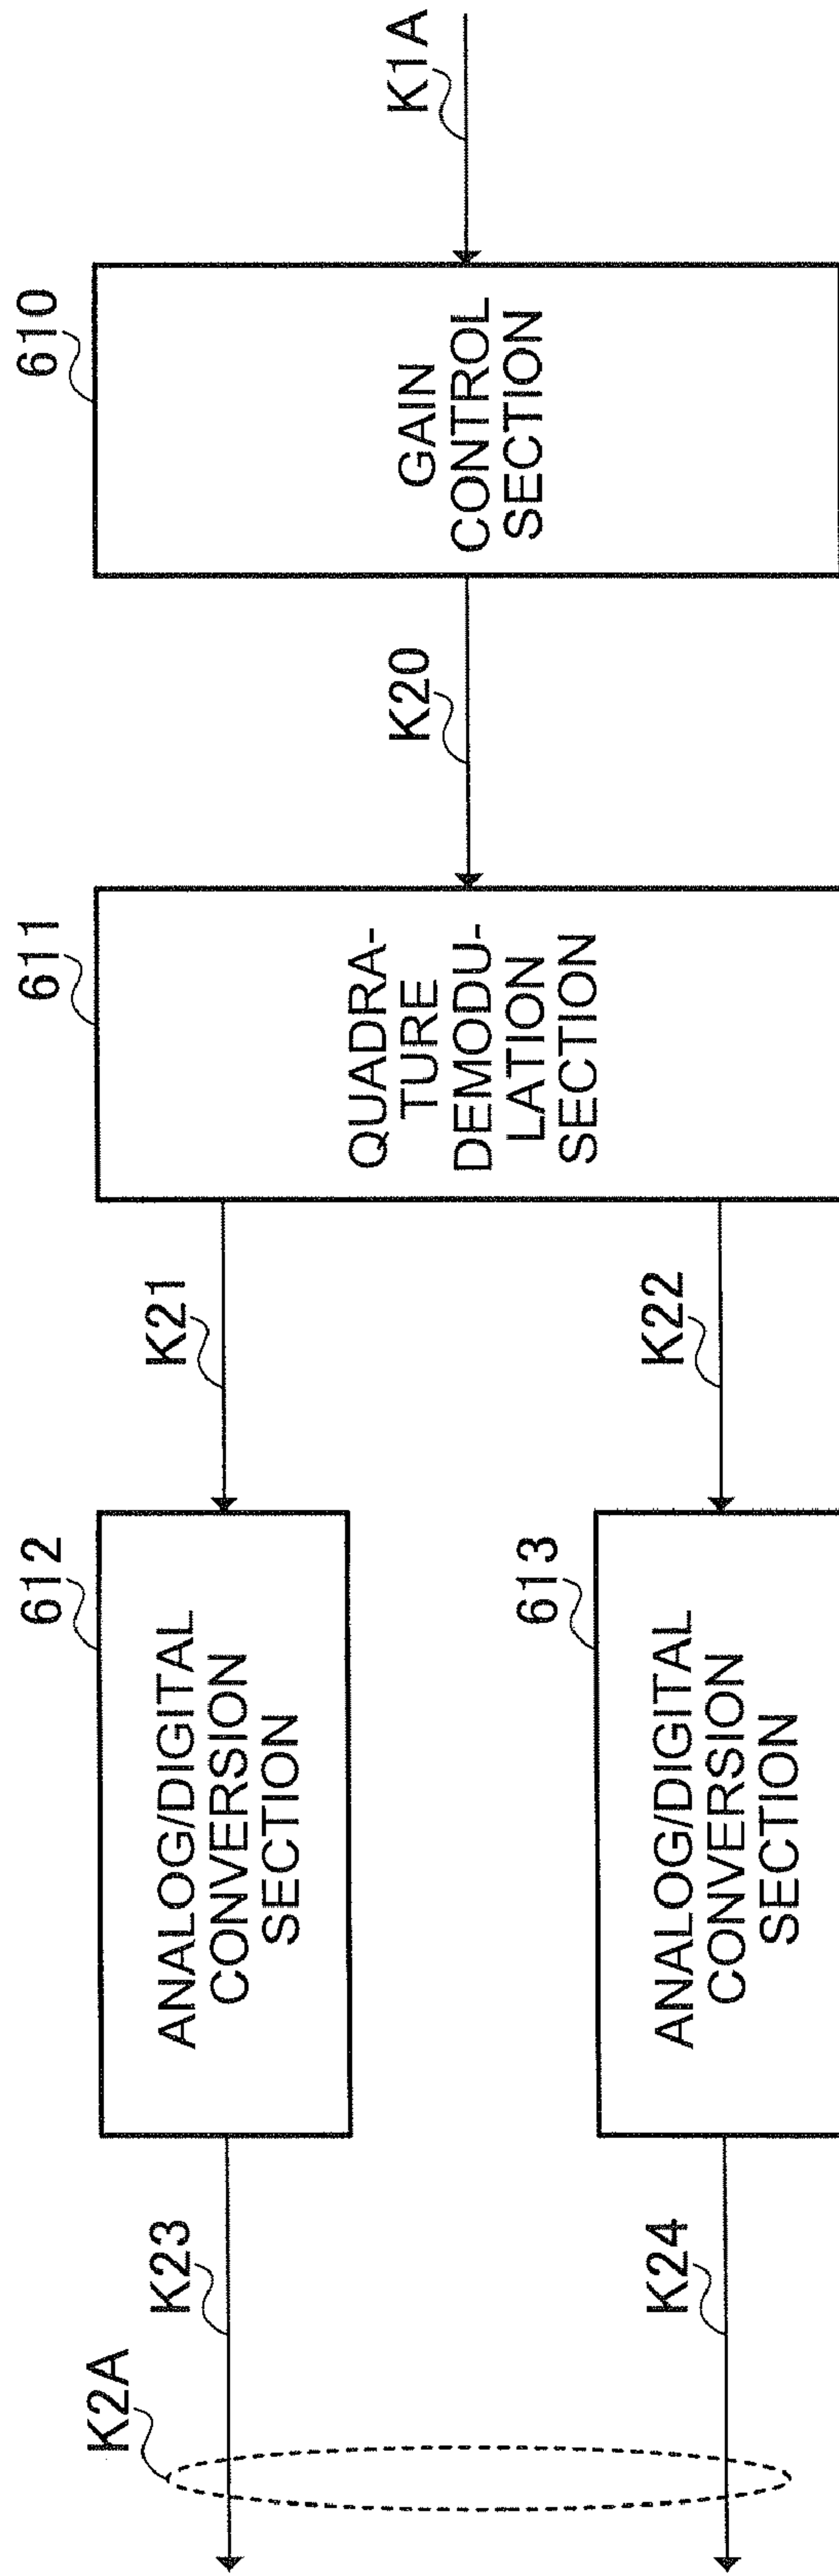 K2A
K23
K24
612
ANALOG/DIGITAL
CONVERSION
SECTION
613
ANALOG/DIGITAL
CONVERSION
SECTION
K21
K22
611
QUADRA-
TURE
DEMODU-
LATION
SECTION
K20
610
GAIN
CONTROL
SECTION
K1A